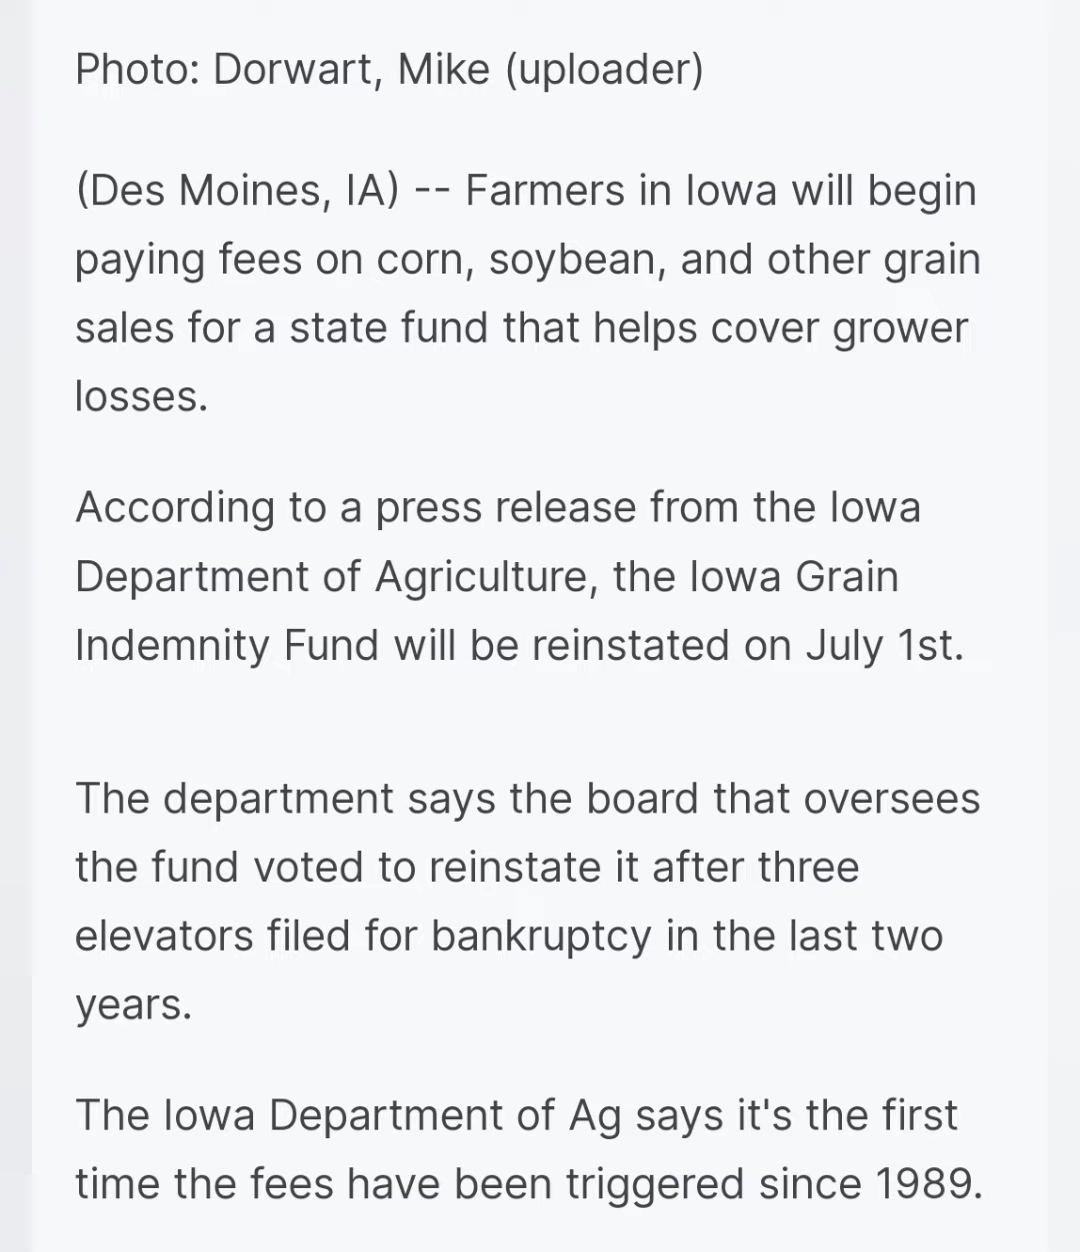 Photo: Dorwart, Mike (uploader)
(Des Moines, IA) -- Farmers in Iowa will begin
paying fees on corn, soybean, and other grain
sales for a state fund that helps cover grower
losses.
According to a press release from the Iowa
Department of Agriculture, the Iowa Grain
Indemnity Fund will be reinstated on July 1st.
The department says the board that oversees
the fund voted to reinstate it after three
elevators filed for bankruptcy in the last two
years.
The Iowa Department of Ag says it's the first
time the fees have been triggered since 1989.